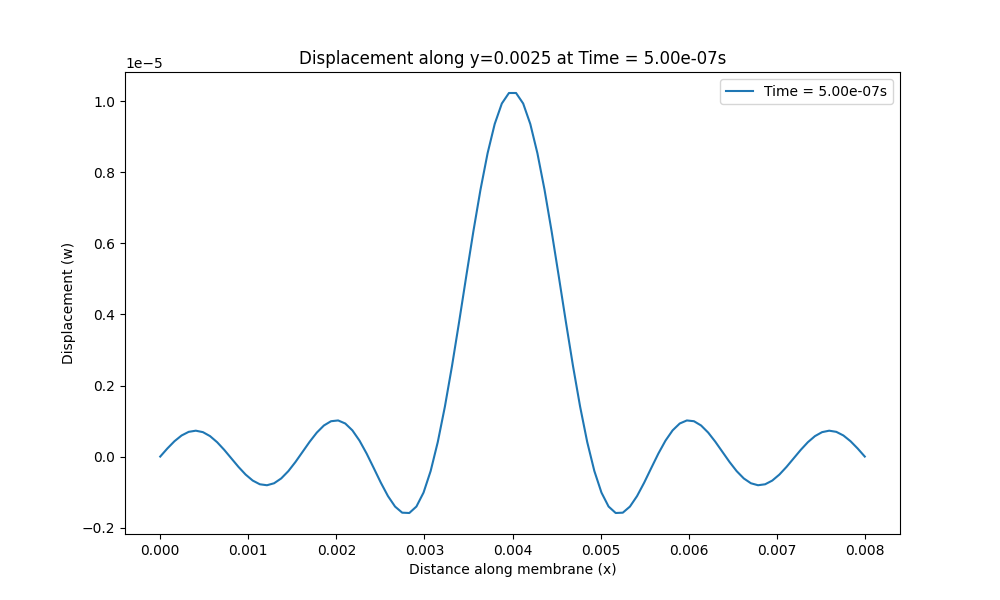 Displacement along y=0.0025 at Time = 5.00e-07s
1e−5
Time = 5.00e-07s
1.0
0.8
0.6
0.4
0.2
0.0
−0.2
Displacement (w)
0.000 0.001 0.002 0.003 0.004 0.005 0.006 0.007 0.008
Distance along membrane (x)